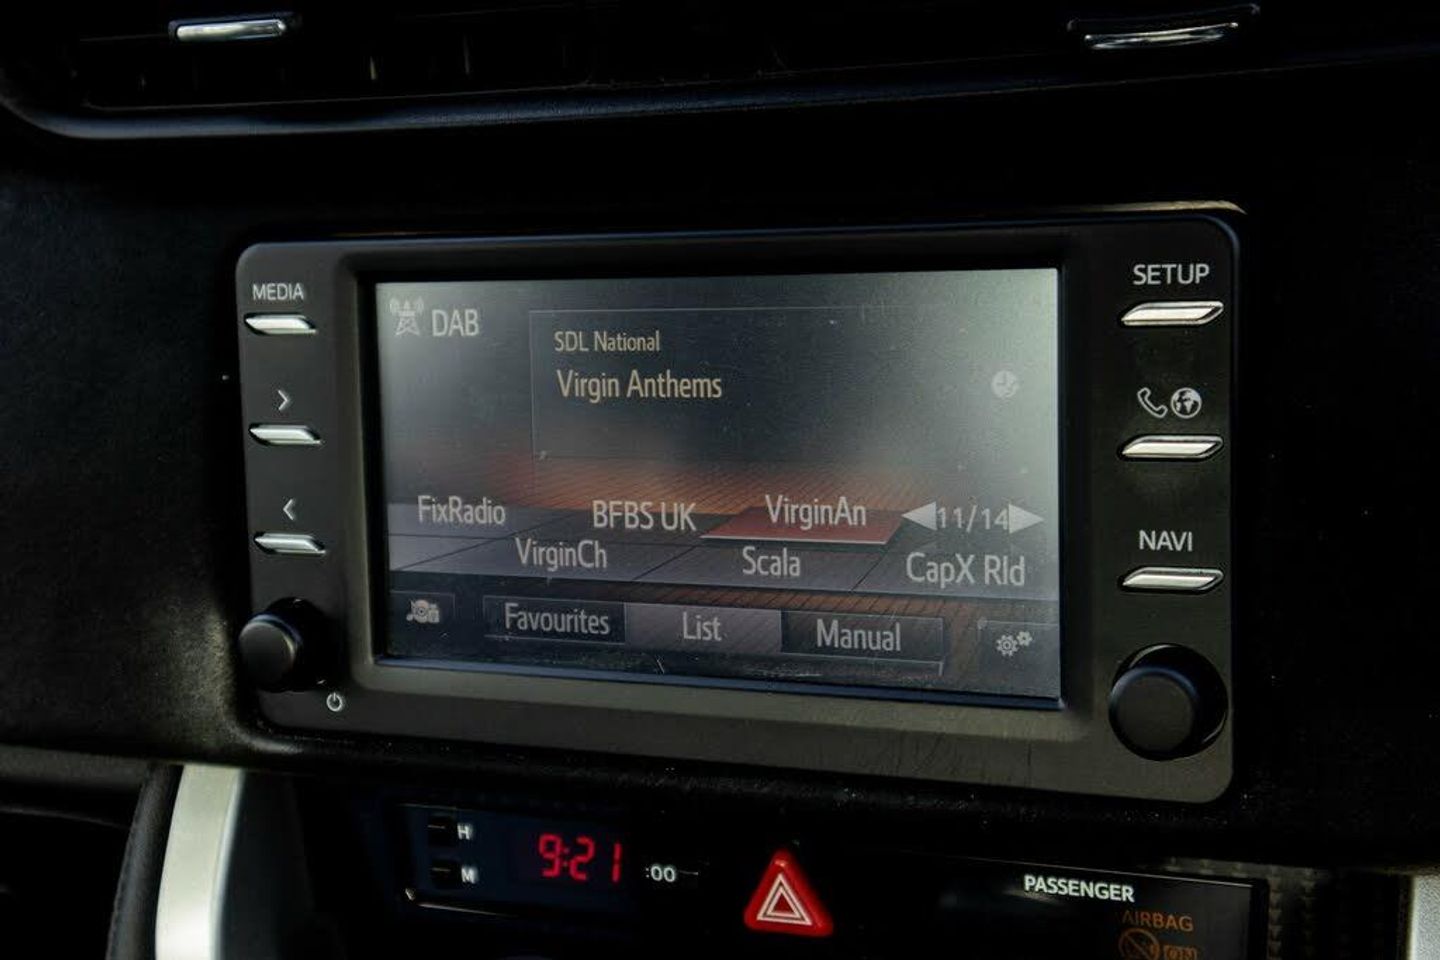 MEDIA
SETUP
DAB
SDL National
Virgin Anthems
FixRadio
BFBS UK
VirginAn
11/14
VirginCh
Scala
CapX Rld
NAVI
Favourites
List
Manual
H
9:21
:00
M
PASSENGER
AIRBAG
ON